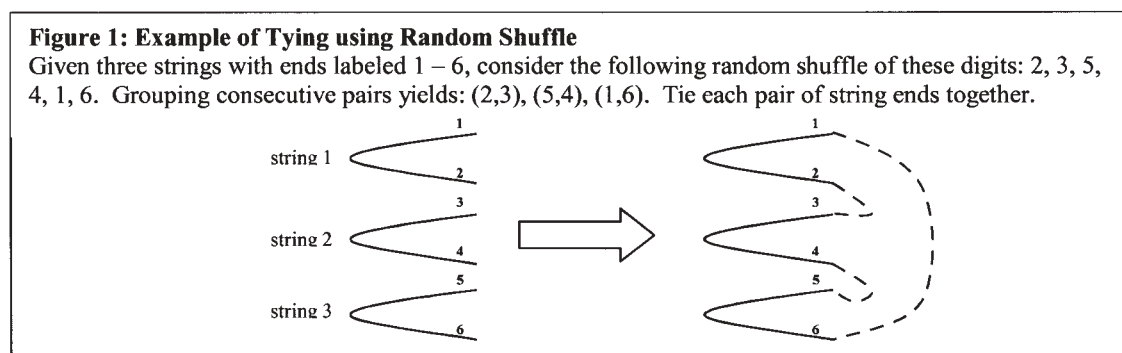 Figure 1: Example of Tying using Random Shuffle
Given three strings with ends labeled 1 – 6, consider the following random shuffle of these digits: 2, 3, 5,
4, 1, 6. Grouping consecutive pairs yields: (2,3), (5,4), (1,6). Tie each pair of string ends together.
1 1
string 1
2 2
3 3
string 2
4 4
5 5
string 3
6 6